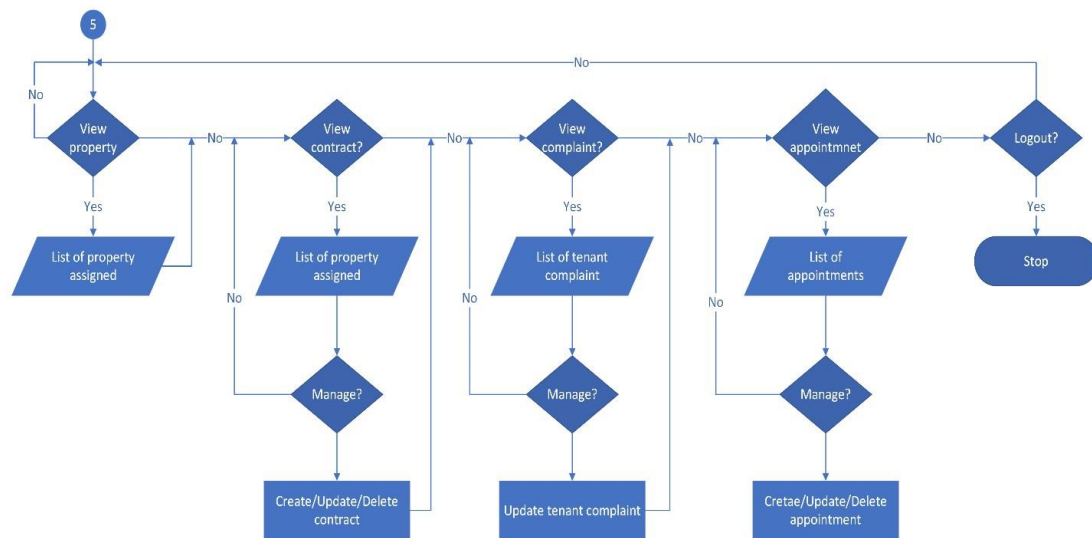 5
No
No
View
property
No
View
contract?
No
View
complaint?
No
View
appointmnet
No
Logout?
Yes
Yes
Yes
Yes
Yes
List of property
assigned
List of property
assigned
List of tenant
complaint
List of
appointments
Stop
No
No
No
Manage?
Manage?
Manage?
Create/Update/Delete
contract
Update tenant complaint
Cretae/Update/Delete
appointment